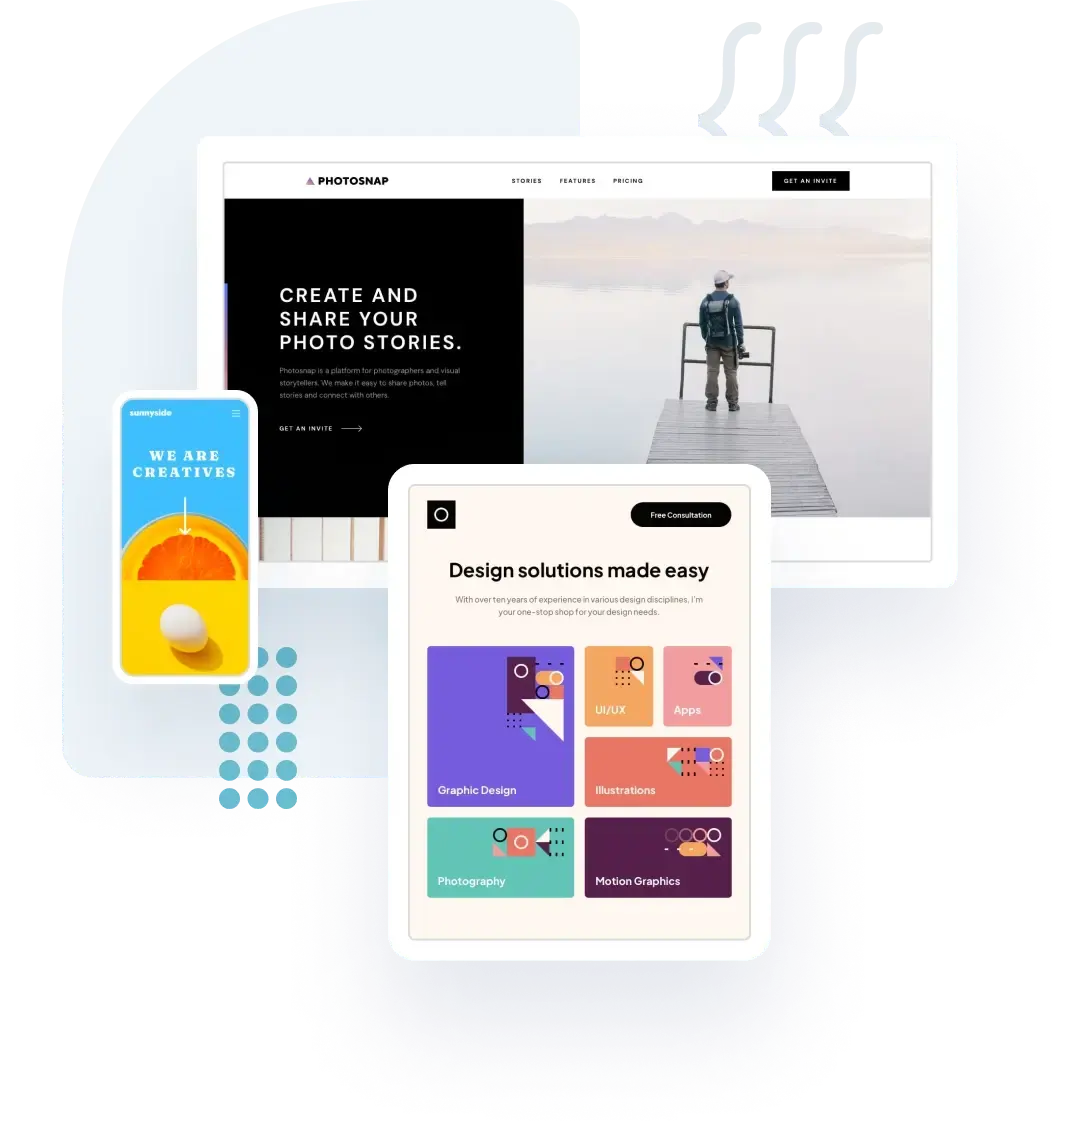 PHOTOSNAP
STORIES FEATURES PRICING
GET AN INVITE
CREATE AND
SHARE YOUR
PHOTO STORIES.
Photosnap is a platform for photographers and visual
storytellers. We make it easy to share photos, tell
stories and connect with others.
GET AN INVITE
sunnyside
WE ARE
CREATIVES
Free Consultation
Design solutions made easy
With over ten years of experience in various design disciplines, I'm
your one-stop shop for your design needs.
Graphic Design
UI/UX
Apps
Illustrations
Photography
Motion Graphics